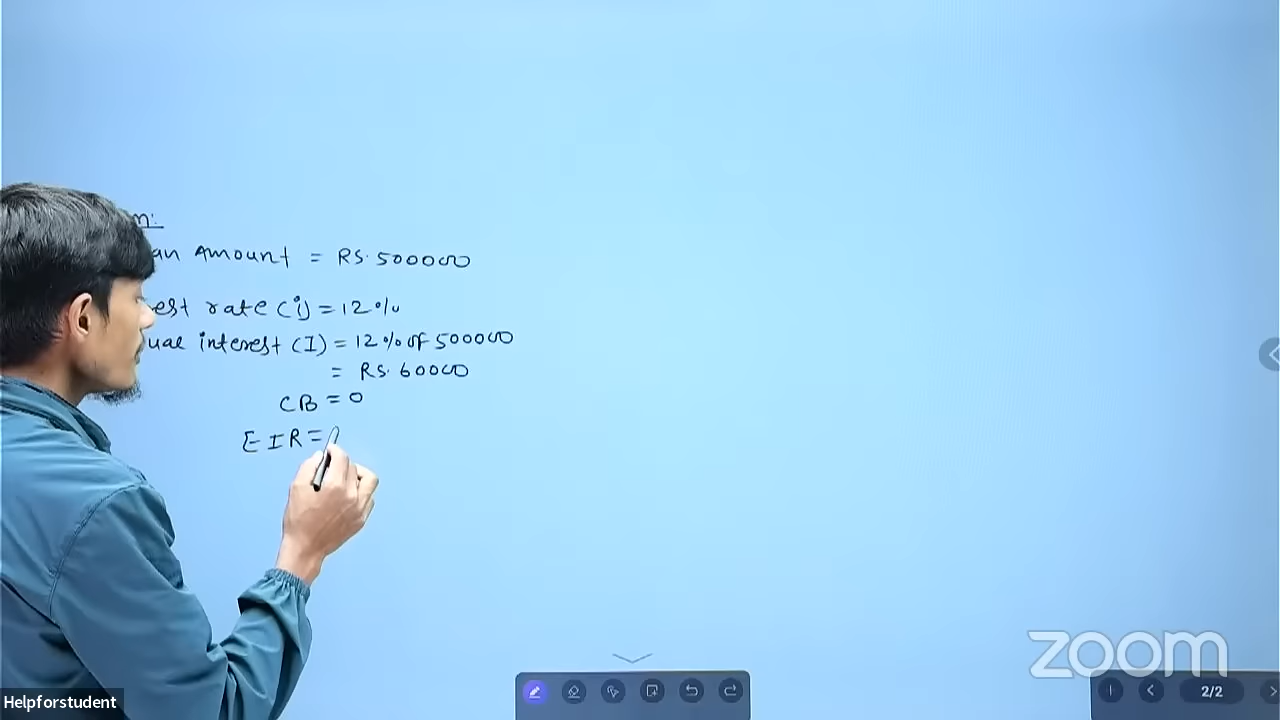 n:
an Amount = RS. 500000
est rate (i) = 12%
ual interest (I) = 12% of 500000
= RS. 60000
CB = 0
EIR =
zoom
2/2
Helpforstudent